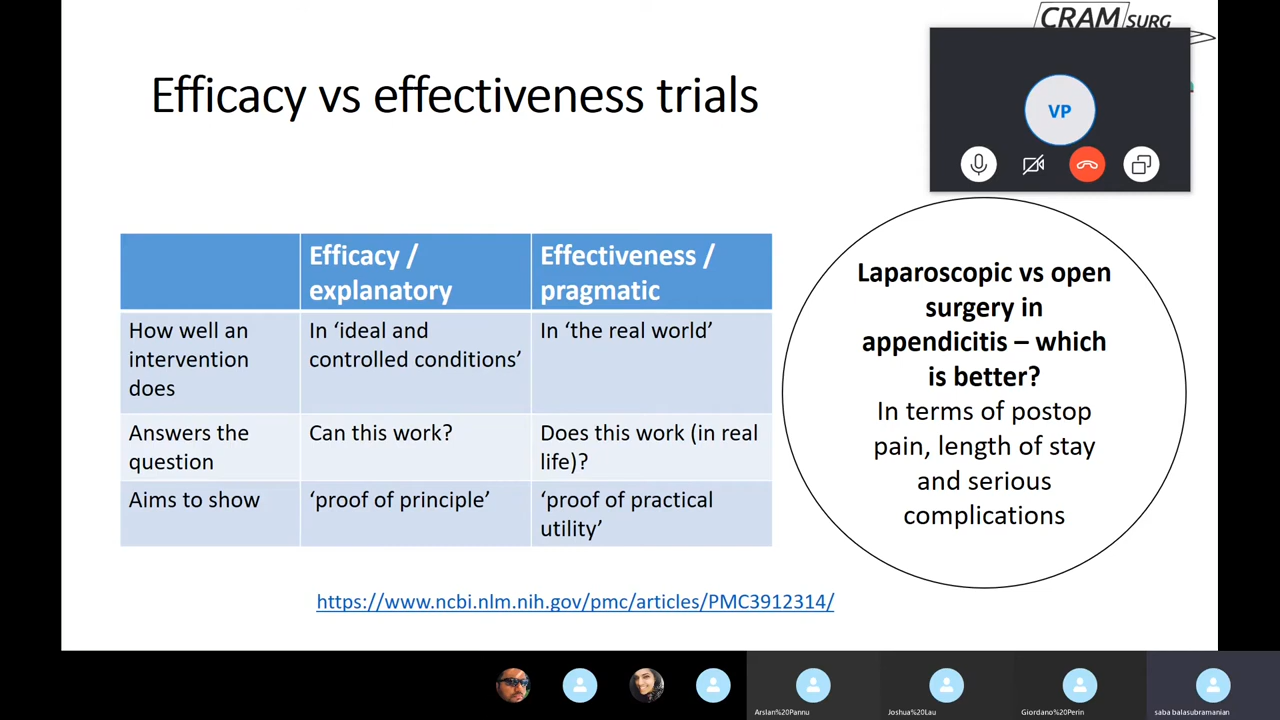 CRAMSURG
Efficacy vs effectiveness trials
VP
Efficacy /
explanatory
Effectiveness /
pragmatic
How well an
intervention
does
In ‘ideal and
controlled conditions’
In ‘the real world’
Answers the
question
Can this work?
Does this work (in real
life)?
Aims to show
‘proof of principle’
‘proof of practical
utility’
Laparoscopic vs open
surgery in
appendicitis – which
is better?
In terms of postop
pain, length of stay
and serious
complications
https://www.ncbi.nlm.nih.gov/pmc/articles/PMC3912314/
Arslan%20Pannu
Joshua%20Lau
Giordano%20Perin
saba balasubramanian